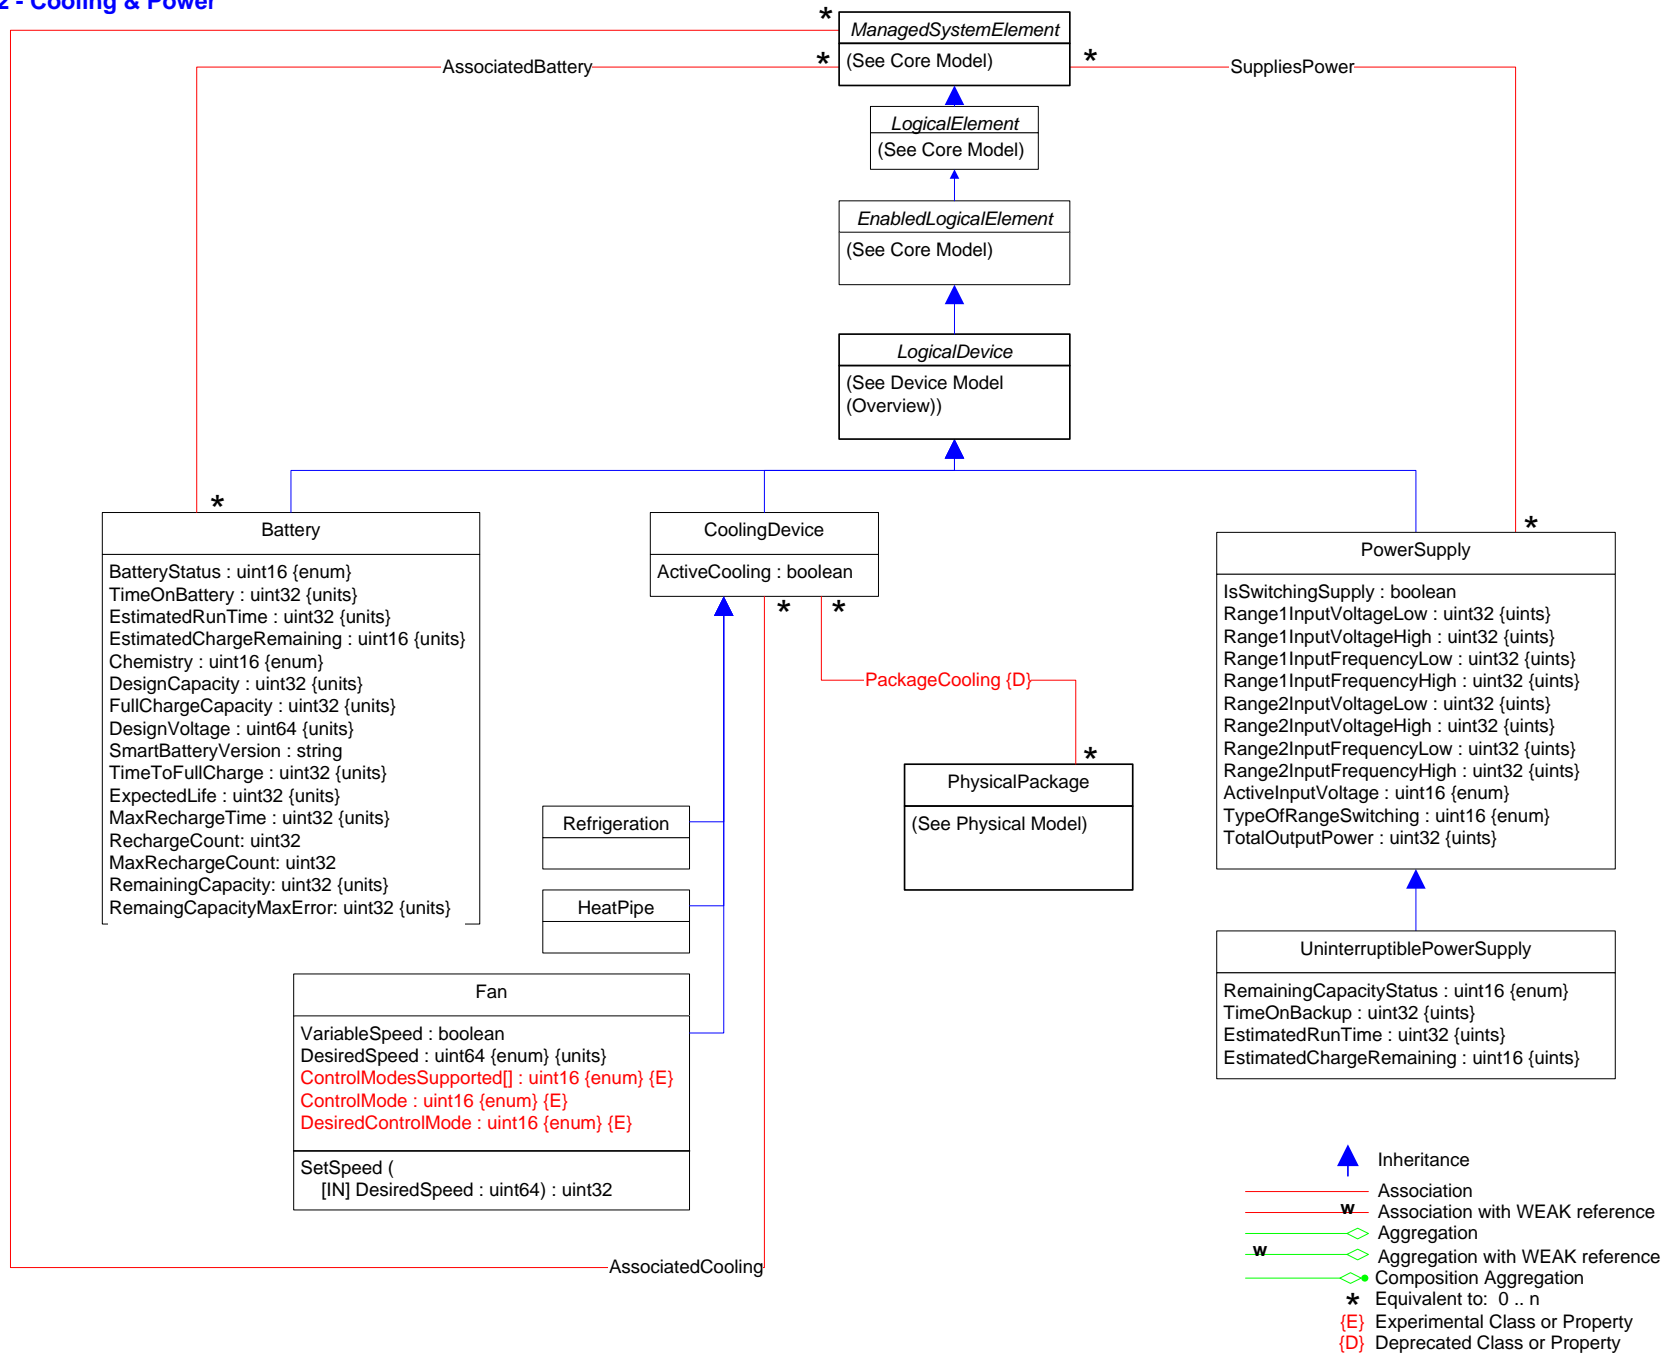 2 - Cooling & Power
*
ManagedSystemElement
(See Core Model)
*
AssociatedBattery
*
SuppliesPower
LogicalElement
(See Core Model)
EnabledLogicalElement
(See Core Model)
LogicalDevice
(See Device Model
(Overview))
*
Battery
BatteryStatus : uint16 {enum}
TimeOnBattery : uint32 {units}
EstimatedRunTime : uint32 {units}
EstimatedChargeRemaining : uint16 {units}
Chemistry : uint16 {enum}
DesignCapacity : uint32 {units}
FullChargeCapacity : uint32 {units}
DesignVoltage : uint64 {units}
SmartBatteryVersion : string
TimeToFullCharge : uint32 {units}
ExpectedLife : uint32 {units}
MaxRechargeTime : uint32 {units}
RechargeCount: uint32
MaxRechargeCount: uint32
RemainingCapacity: uint32 {units}
RemaingCapacityMaxError: uint32 {units}
CoolingDevice
ActiveCooling : boolean
*
*
PackageCooling {D}
*
PhysicalPackage
(See Physical Model)
*
PowerSupply
IsSwitchingSupply : boolean
Range1InputVoltageLow : uint32 {uints}
Range1InputVoltageHigh : uint32 {uints}
Range1InputFrequencyLow : uint32 {uints}
Range1InputFrequencyHigh : uint32 {uints}
Range2InputVoltageLow : uint32 {uints}
Range2InputVoltageHigh : uint32 {uints}
Range2InputFrequencyLow : uint32 {uints}
Range2InputFrequencyHigh : uint32 {uints}
ActiveInputVoltage : uint16 {enum}
TypeOfRangeSwitching : uint16 {enum}
TotalOutputPower : uint32 {uints}
Refrigeration
HeatPipe
Fan
VariableSpeed : boolean
DesiredSpeed : uint64 {enum} {units}
ControlModesSupported[] : uint16 {enum} {E}
ControlMode : uint16 {enum} {E}
DesiredControlMode : uint16 {enum} {E}
SetSpeed (
[IN] DesiredSpeed : uint64) : uint32
UninterruptiblePowerSupply
RemainingCapacityStatus : uint16 {enum}
TimeOnBackup : uint32 {uints}
EstimatedRunTime : uint32 {uints}
EstimatedChargeRemaining : uint16 {uints}
AssociatedCooling
Inheritance
Association
w Association with WEAK reference
Aggregation
w Aggregation with WEAK reference
Composition Aggregation
* Equivalent to: 0 .. n
{E} Experimental Class or Property
{D} Deprecated Class or Property